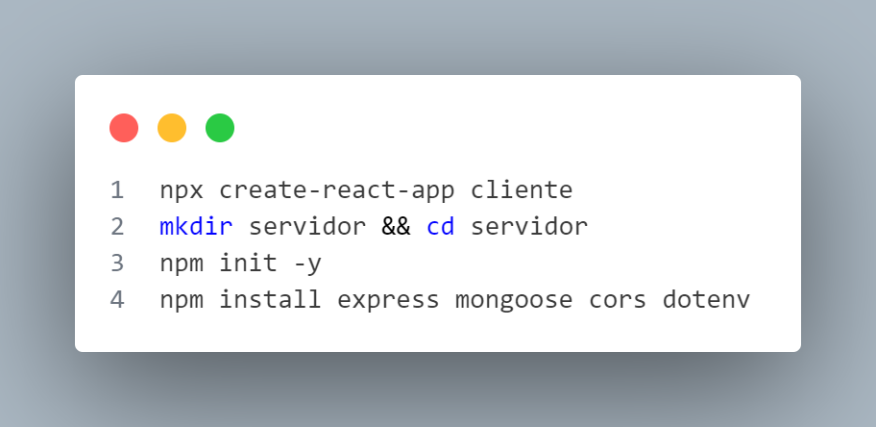 1 npx create-react-app cliente
2 mkdir servidor && cd servidor
3 npm init -y
4 npm install express mongoose cors dotenv